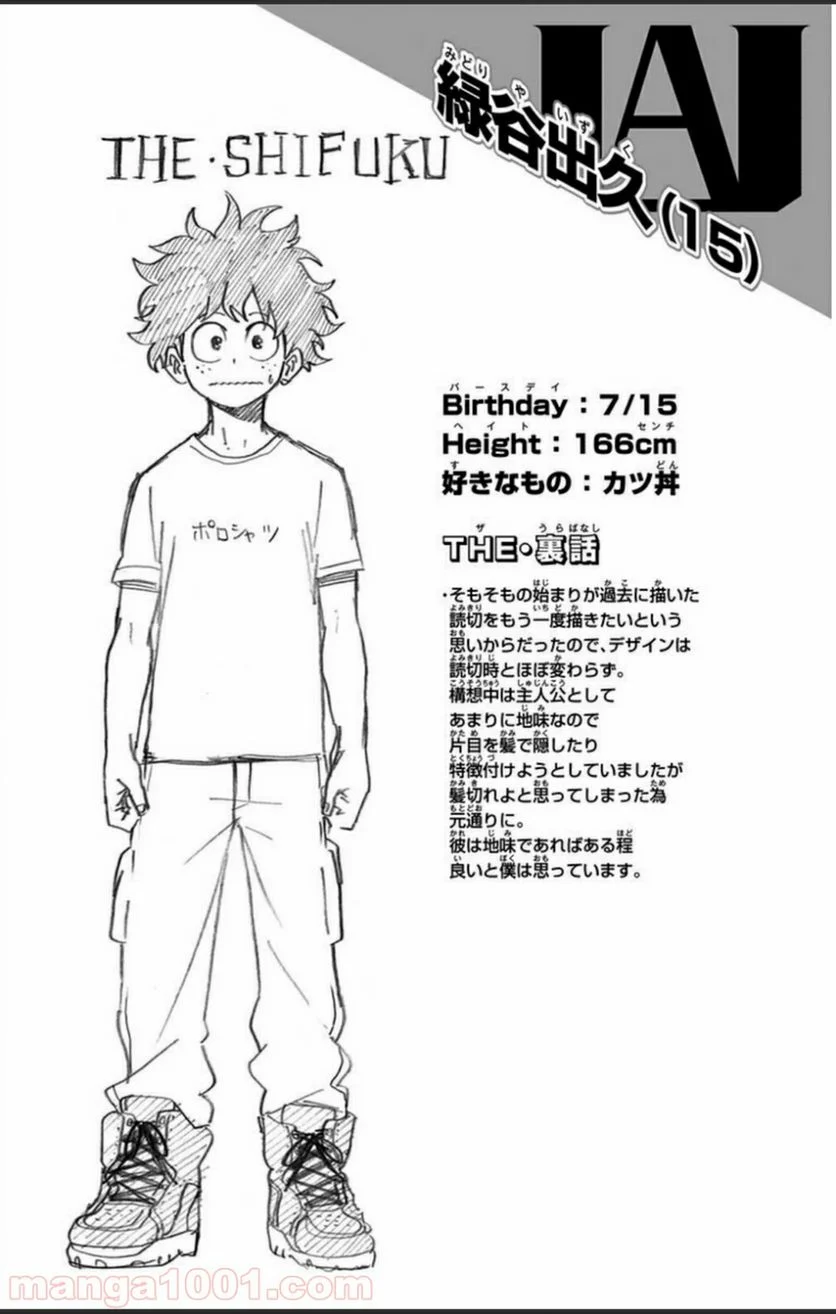 UA
緑谷出久(15)
THE・SHIFUKU
Birthday：7/15
Height：166cm
好きなもの：カツ丼
ポロシャツ
THE・裏話
・そもそもの始まりが過去に描いた
読切をもう一度描きたいという
思いからだったので、デザインは
読切時とほぼ変わらず。
構想中は主人公として
あまりに地味なので
片目を髪で隠したり
特徴付けようとしていましたが
髪切れよと思ってしまった為
元通りに。
彼は地味であればある程
良いと僕は思っています。
manga1001.com